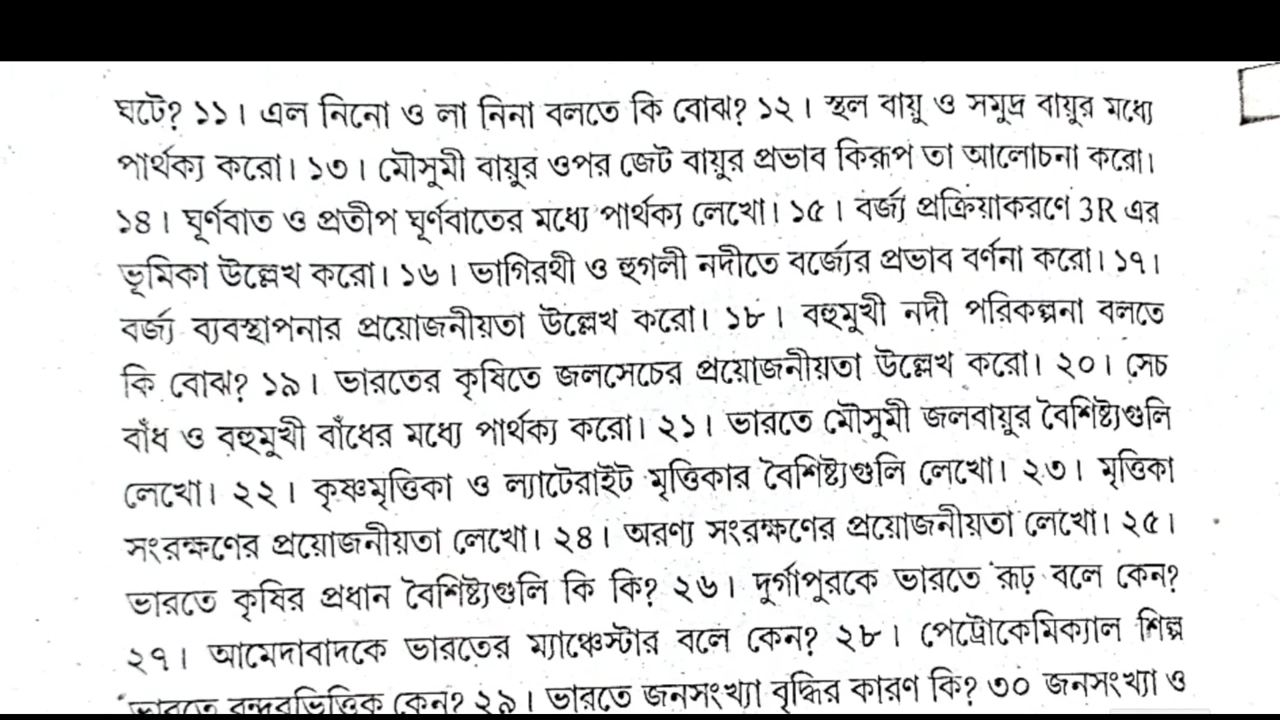 ঘটে? ১১। এল নিনো ও লা নিনা বলতে কি বোঝ? ১২। স্থল বায়ু ও সমুদ্র বায়ুর মধ্যে
পার্থক্য করো। ১৩। মৌসুমী বায়ুর ওপর জেট বায়ুর প্রভাব কিরূপ তা আলোচনা করো।
১৪। ঘূর্ণবাত ও প্রতীপ ঘূর্ণবাতের মধ্যে পার্থক্য লেখো। ১৫। বর্জ্য প্রক্রিয়াকরণে 3R এর
ভূমিকা উল্লেখ করো। ১৬। ভাগিরথী ও হুগলী নদীতে বর্জ্যের প্রভাব বর্ণনা করো। ১৭।
বর্জ্য ব্যবস্থাপনার প্রয়োজনীয়তা উল্লেখ করো। ১৮। বহুমুখী নদী পরিকল্পনা বলতে
কি বোঝ? ১৯। ভারতের কৃষিতে জলসেচের প্রয়োজনীয়তা উল্লেখ করো। ২০। সেচ
বাঁধ ও বহুমুখী বাঁধের মধ্যে পার্থক্য করো। ২১। ভারতে মৌসুমী জলবায়ুর বৈশিষ্ট্যগুলি
লেখো। ২২। কৃষ্ণমৃত্তিকা ও ল্যাটেরাইট মৃত্তিকার বৈশিষ্ট্যগুলি লেখো। ২৩। মৃত্তিকা
সংরক্ষণের প্রয়োজনীয়তা লেখো। ২৪। অরণ্য সংরক্ষণের প্রয়োজনীয়তা লেখো। ২৫।
ভারতে কৃষির প্রধান বৈশিষ্ট্যগুলি কি কি? ২৬। দুর্গাপুরকে ভারতে রূঢ় বলে কেন?
২৭। আমেদাবাদকে ভারতের ম্যাঞ্চেস্টার বলে কেন? ২৮। পেট্রোকেমিক্যাল শিল্প
ভারতে বন্দরভিত্তিক কেন? ২৯। ভারতে জনসংখ্যা বৃদ্ধির কারণ কি? ৩০ জনসংখ্যা ও